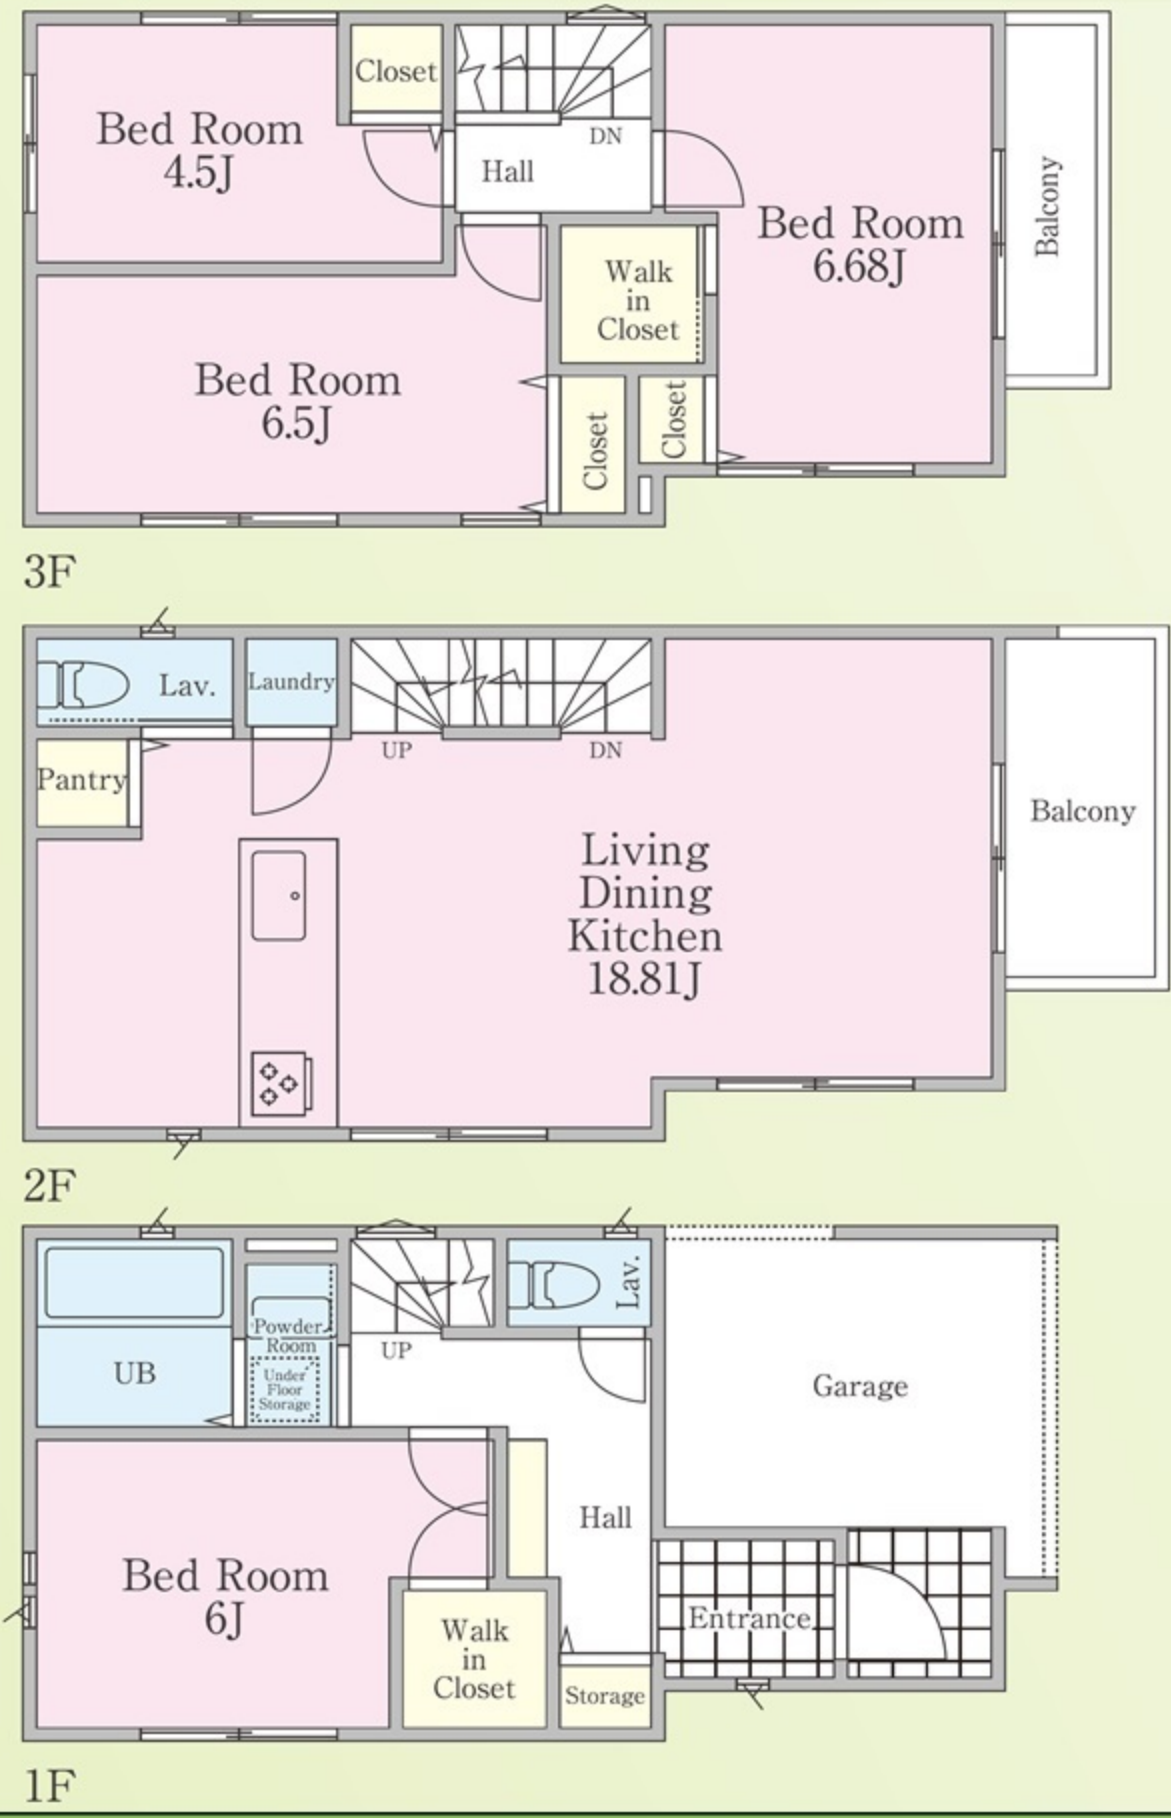 Closet
Bed Room
4.5J
DN
Hall
Bed Room
6.68J
Balcony
Walk
in
Closet
Bed Room
6.5J
Closet
Closet
3F
Lav.
Laundry
UP
DN
Pantry
Living
Dining
Kitchen
18.81J
Balcony
2F
Lav.
Powder
Room
UP
UB
Under
Floor
Storage
Garage
Hall
Bed Room
6J
Entrance
Walk
in
Closet
Storage
1F